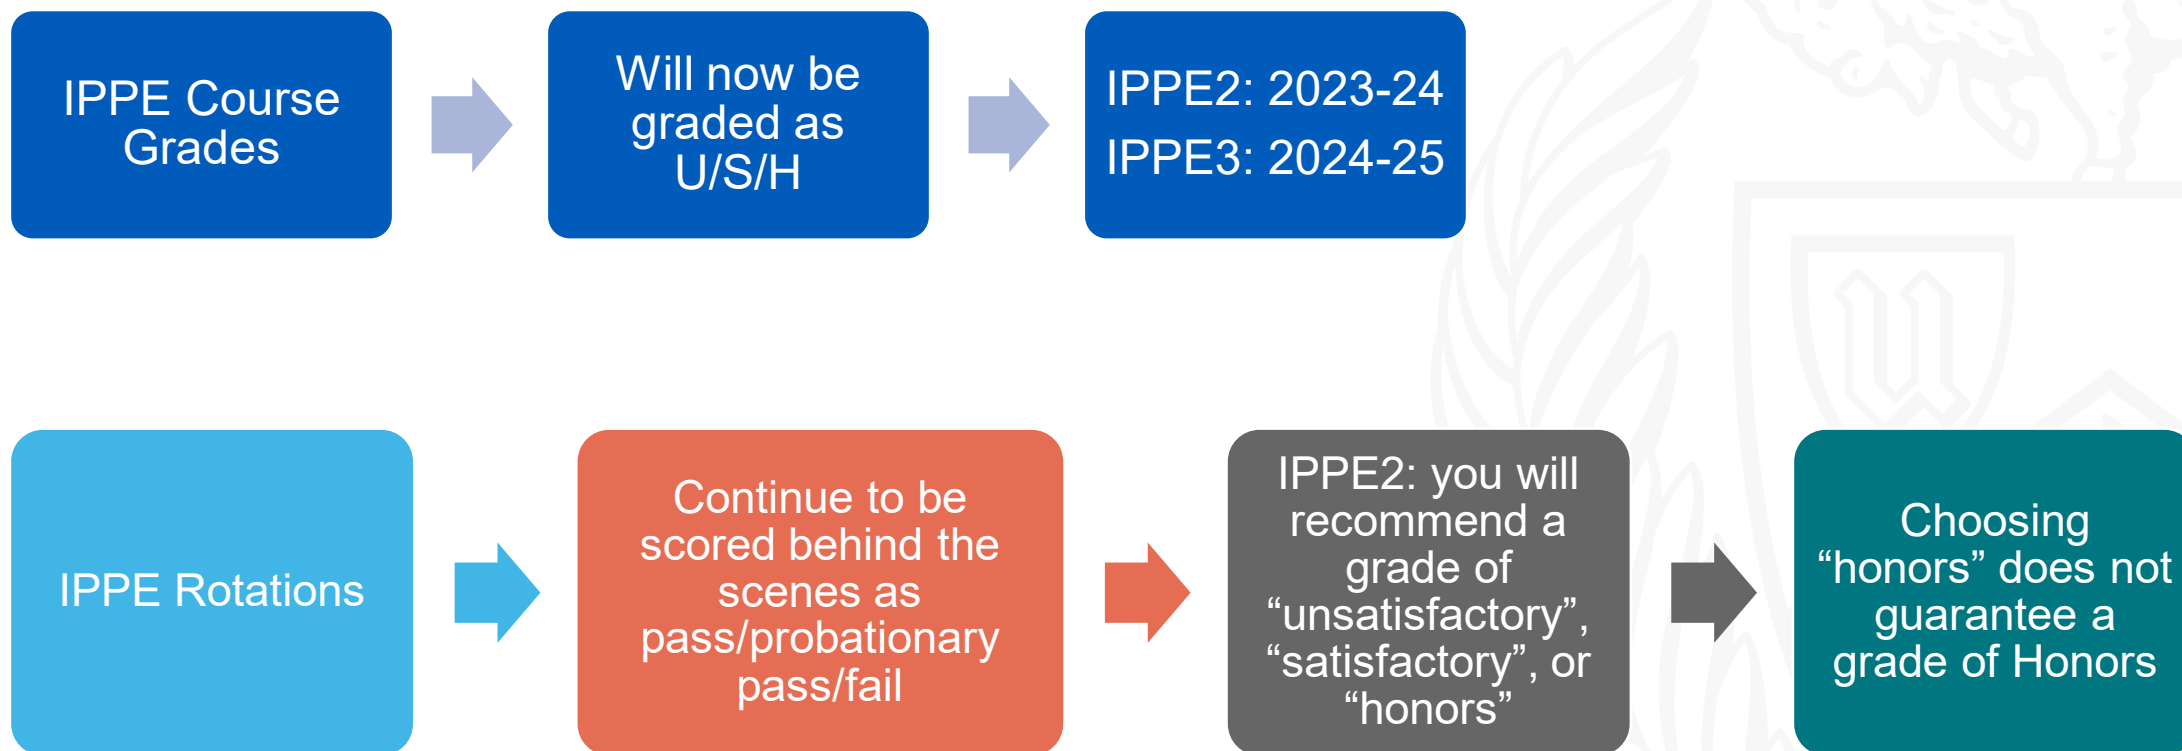 IPPE Course
Grades
Will now be
graded as
U/S/H
IPPE2: 2023-24
IPPE3: 2024-25
IPPE Rotations
Continue to be
scored behind the
scenes as
pass/probationary
pass/fail
IPPE2: you will
recommend a
grade of
“unsatisfactory”,
“satisfactory”, or
“honors”
Choosing
“honors” does not
guarantee a
grade of Honors